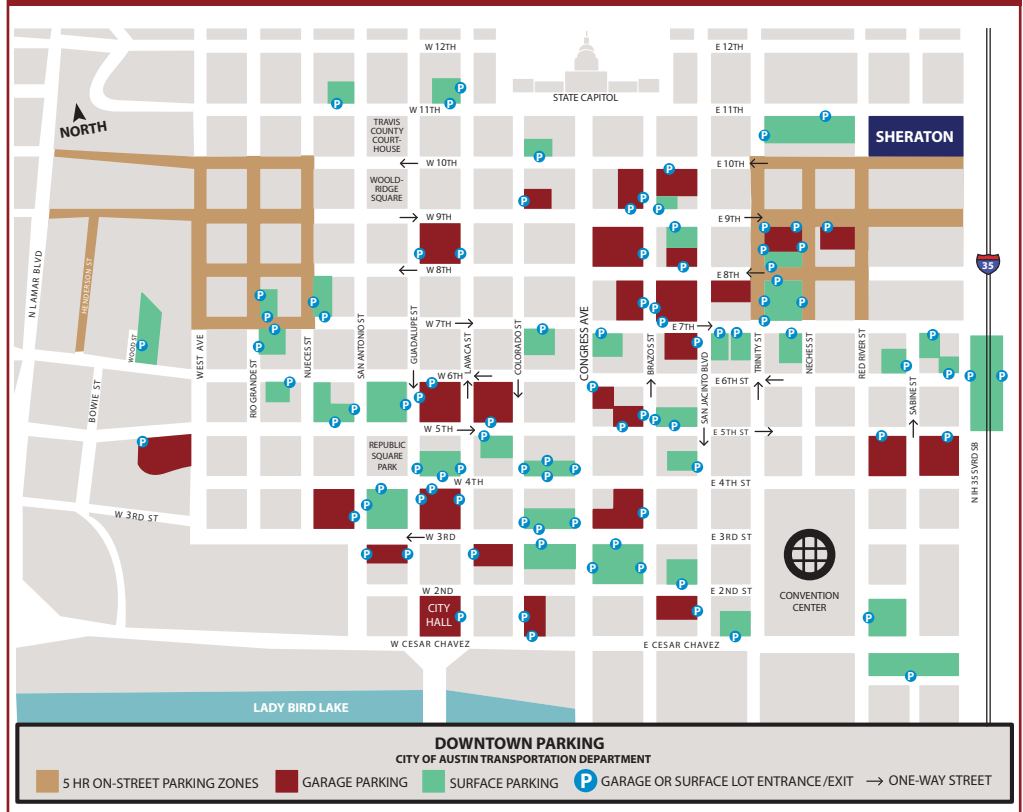 W 12TH
E 12TH
STATE CAPITOL
W 11TH
E 11TH
NORTH
TRAVIS
COUNTY
COURT-
HOUSE
SHERATON
W 10TH
E 10TH
WOOLD-
RIDGE
SQUARE
W 9TH
E 9TH
W 8TH
E 8TH
35
N LAMAR BLVD
HENDERSON ST
WOOD ST
BOWIE ST
WEST AVE
RIO GRANDE ST
NUECES ST
SAN ANTONIO ST
GUADALUPE ST
LAVACA ST
COLORADO ST
CONGRESS AVE
BRAZOS ST
SAN JACINTO BLVD
TRINITY ST
NECHES ST
RED RIVER ST
SABINE ST
N IH 35 SVRD SB
W 7TH
E 7TH
W 6TH
E 6TH ST
W 5TH
E 5TH ST
REPUBLIC
SQUARE
PARK
W 4TH
E 4TH ST
W 3RD ST
W 3RD
E 3RD ST
W 2ND
E 2ND ST
CONVENTION
CENTER
CITY
HALL
W CESAR CHAVEZ
E CESAR CHAVEZ
LADY BIRD LAKE
DOWNTOWN PARKING
CITY OF AUSTIN TRANSPORTATION DEPARTMENT
5 HR ON-STREET PARKING ZONES
GARAGE PARKING
SURFACE PARKING
P GARAGE OR SURFACE LOT ENTRANCE/EXIT
→ ONE-WAY STREET